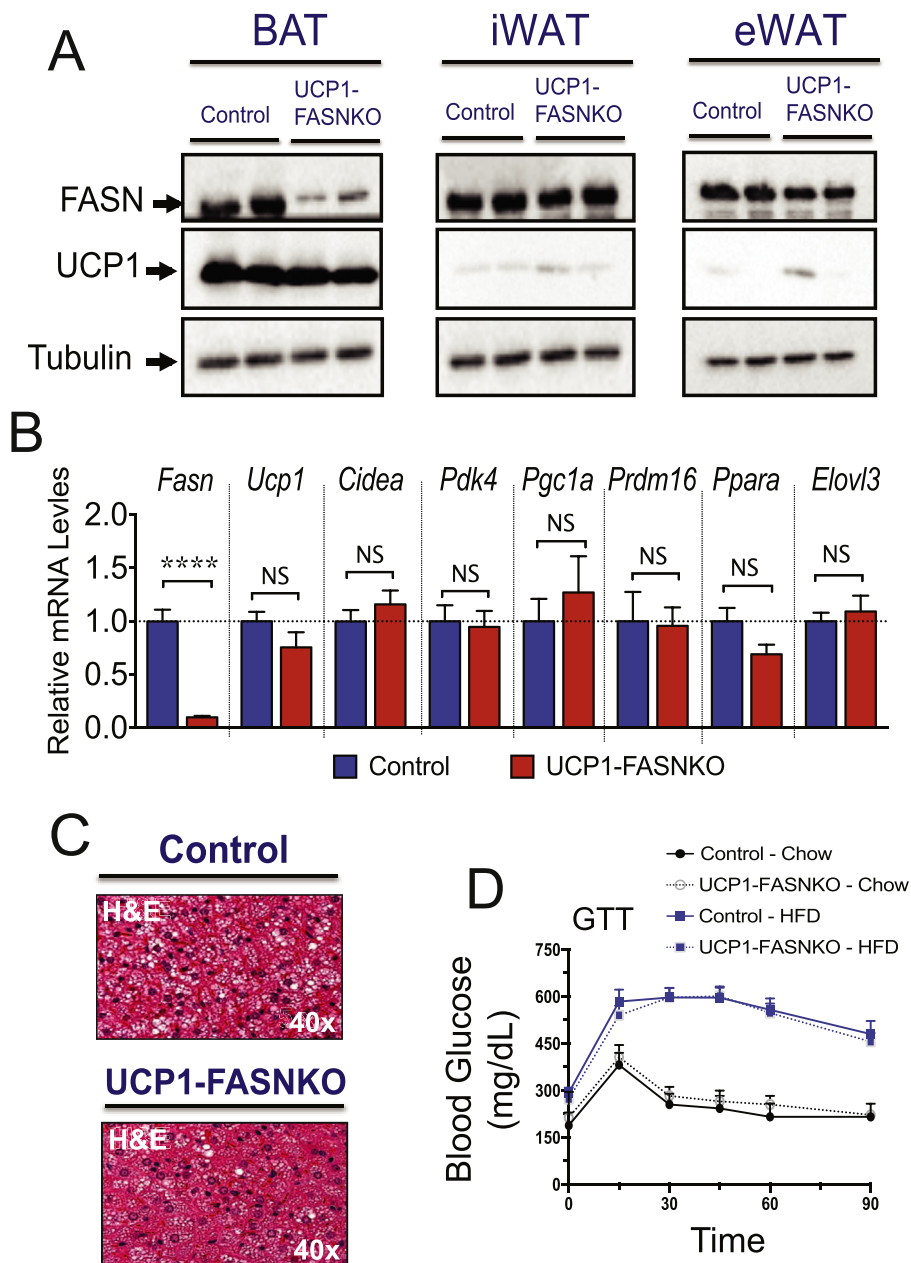 A
BAT
iWAT
eWAT
Control
UCP1-
FASNKO
Control
UCP1-
FASNKO
Control
UCP1-
FASNKO
FASN
UCP1
Tubulin
B
Fasn
Ucp1
Cidea
Pdk4
Pgc1a
Prdm16
Ppara
Elovl3
Relative mRNA Levles
2.0
1.5
1.0
0.5
0.0
****
NS
NS
NS
NS
NS
NS
NS
Control
UCP1-FASNKO
C
Control
H&E
40x
UCP1-FASNKO
H&E
40x
D
Control - Chow
UCP1-FASNKO - Chow
Control - HFD
UCP1-FASNKO - HFD
GTT
Blood Glucose
(mg/dL)
750
600
450
300
150
0
0
30
60
90
Time